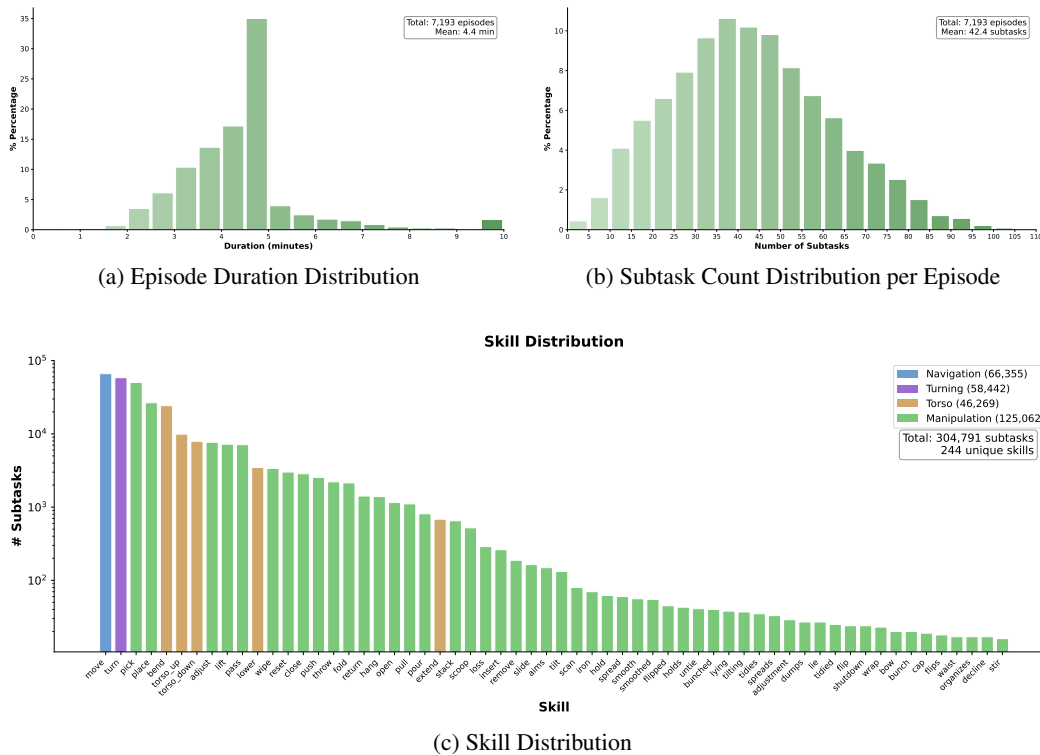 Total: 7,193 episodes
Mean: 4.4 min
% Percentage
35
30
25
20
15
10
5
0
0 1 2 3 4 5 6 7 8 9 10
Duration (minutes)
(a) Episode Duration Distribution
Total: 7,193 episodes
Mean: 42.4 subtasks
% Percentage
10
8
6
4
2
0
0 5 10 15 20 25 30 35 40 45 50 55 60 65 70 75 80 85 90 95 100 105 110
Number of Subtasks
(b) Subtask Count Distribution per Episode
Skill Distribution
Navigation (66,355)
Turning (58,442)
Torso (46,269)
Manipulation (125,062
Total: 304,791 subtasks
244 unique skills
# Subtasks
10^5
10^4
10^3
10^2
move turn pick place bend torso_up torso_down adjust lift pass lower wipe reset close push throw fold return hang open pull pour extend stack scoop loss insert remove slide aims tilt scan iron hold spread smooth smoothed flipped holds untie bunched lying tilting tidies spreads adjustment dumps lie tidied flip shutdown wrap bow bunch cap flips waist organizes decline stir
Skill
(c) Skill Distribution